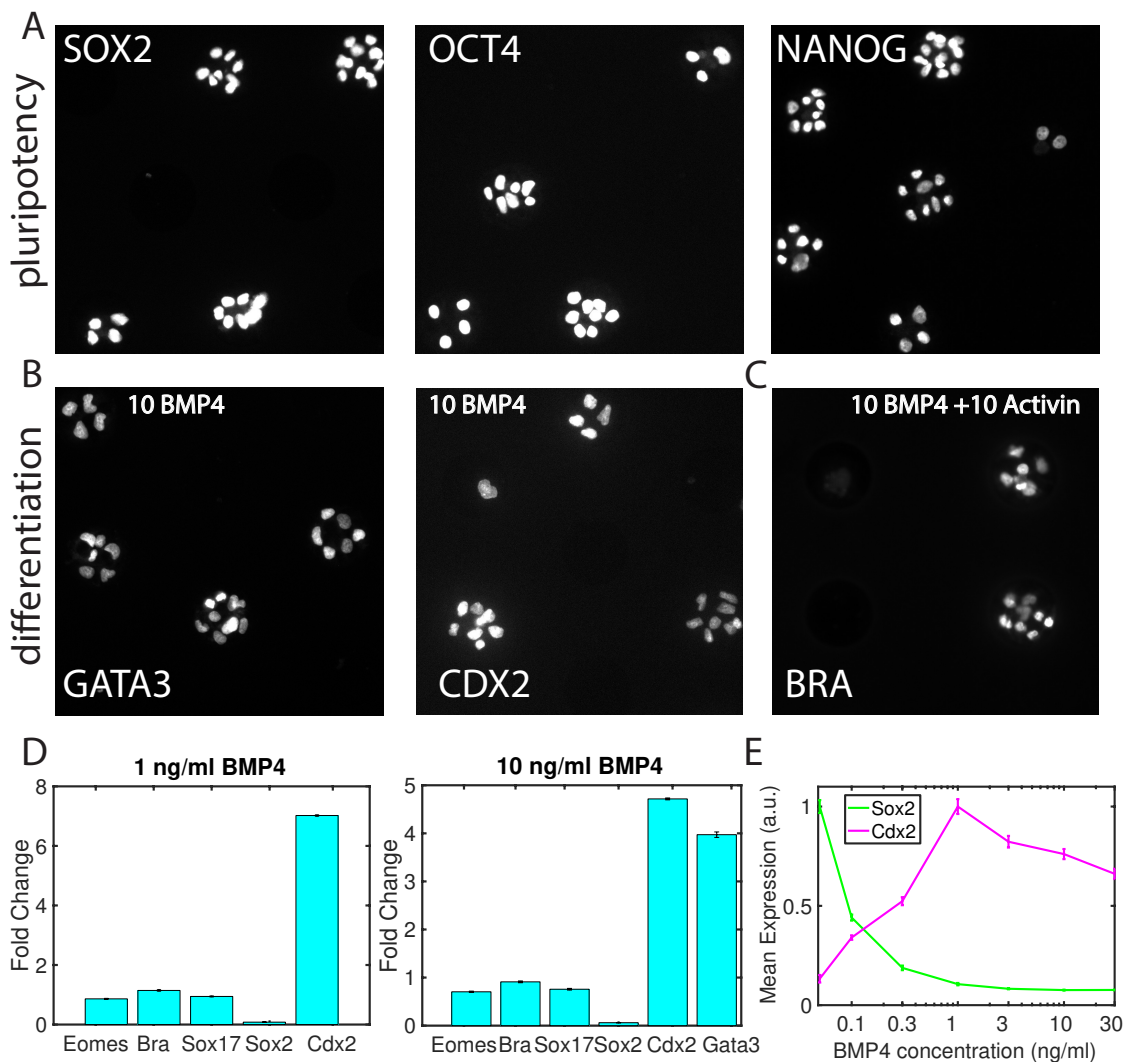 A
SOX2
OCT4
NANOG
pluripotency
B
10 BMP4
10 BMP4
C
10 BMP4 +10 Activin
differentiation
GATA3
CDX2
BRA
D
1 ng/ml BMP4
Fold Change
8
6
4
2
0
Eomes Bra Sox17 Sox2 Cdx2
10 ng/ml BMP4
Fold Change
5
4
3
2
1
0
Eomes Bra Sox17 Sox2 Cdx2 Gata3
E
Mean Expression (a.u.)
1
0.5
0
Sox2
Cdx2
0.1 0.3 1 3 10 30
BMP4 concentration (ng/ml)